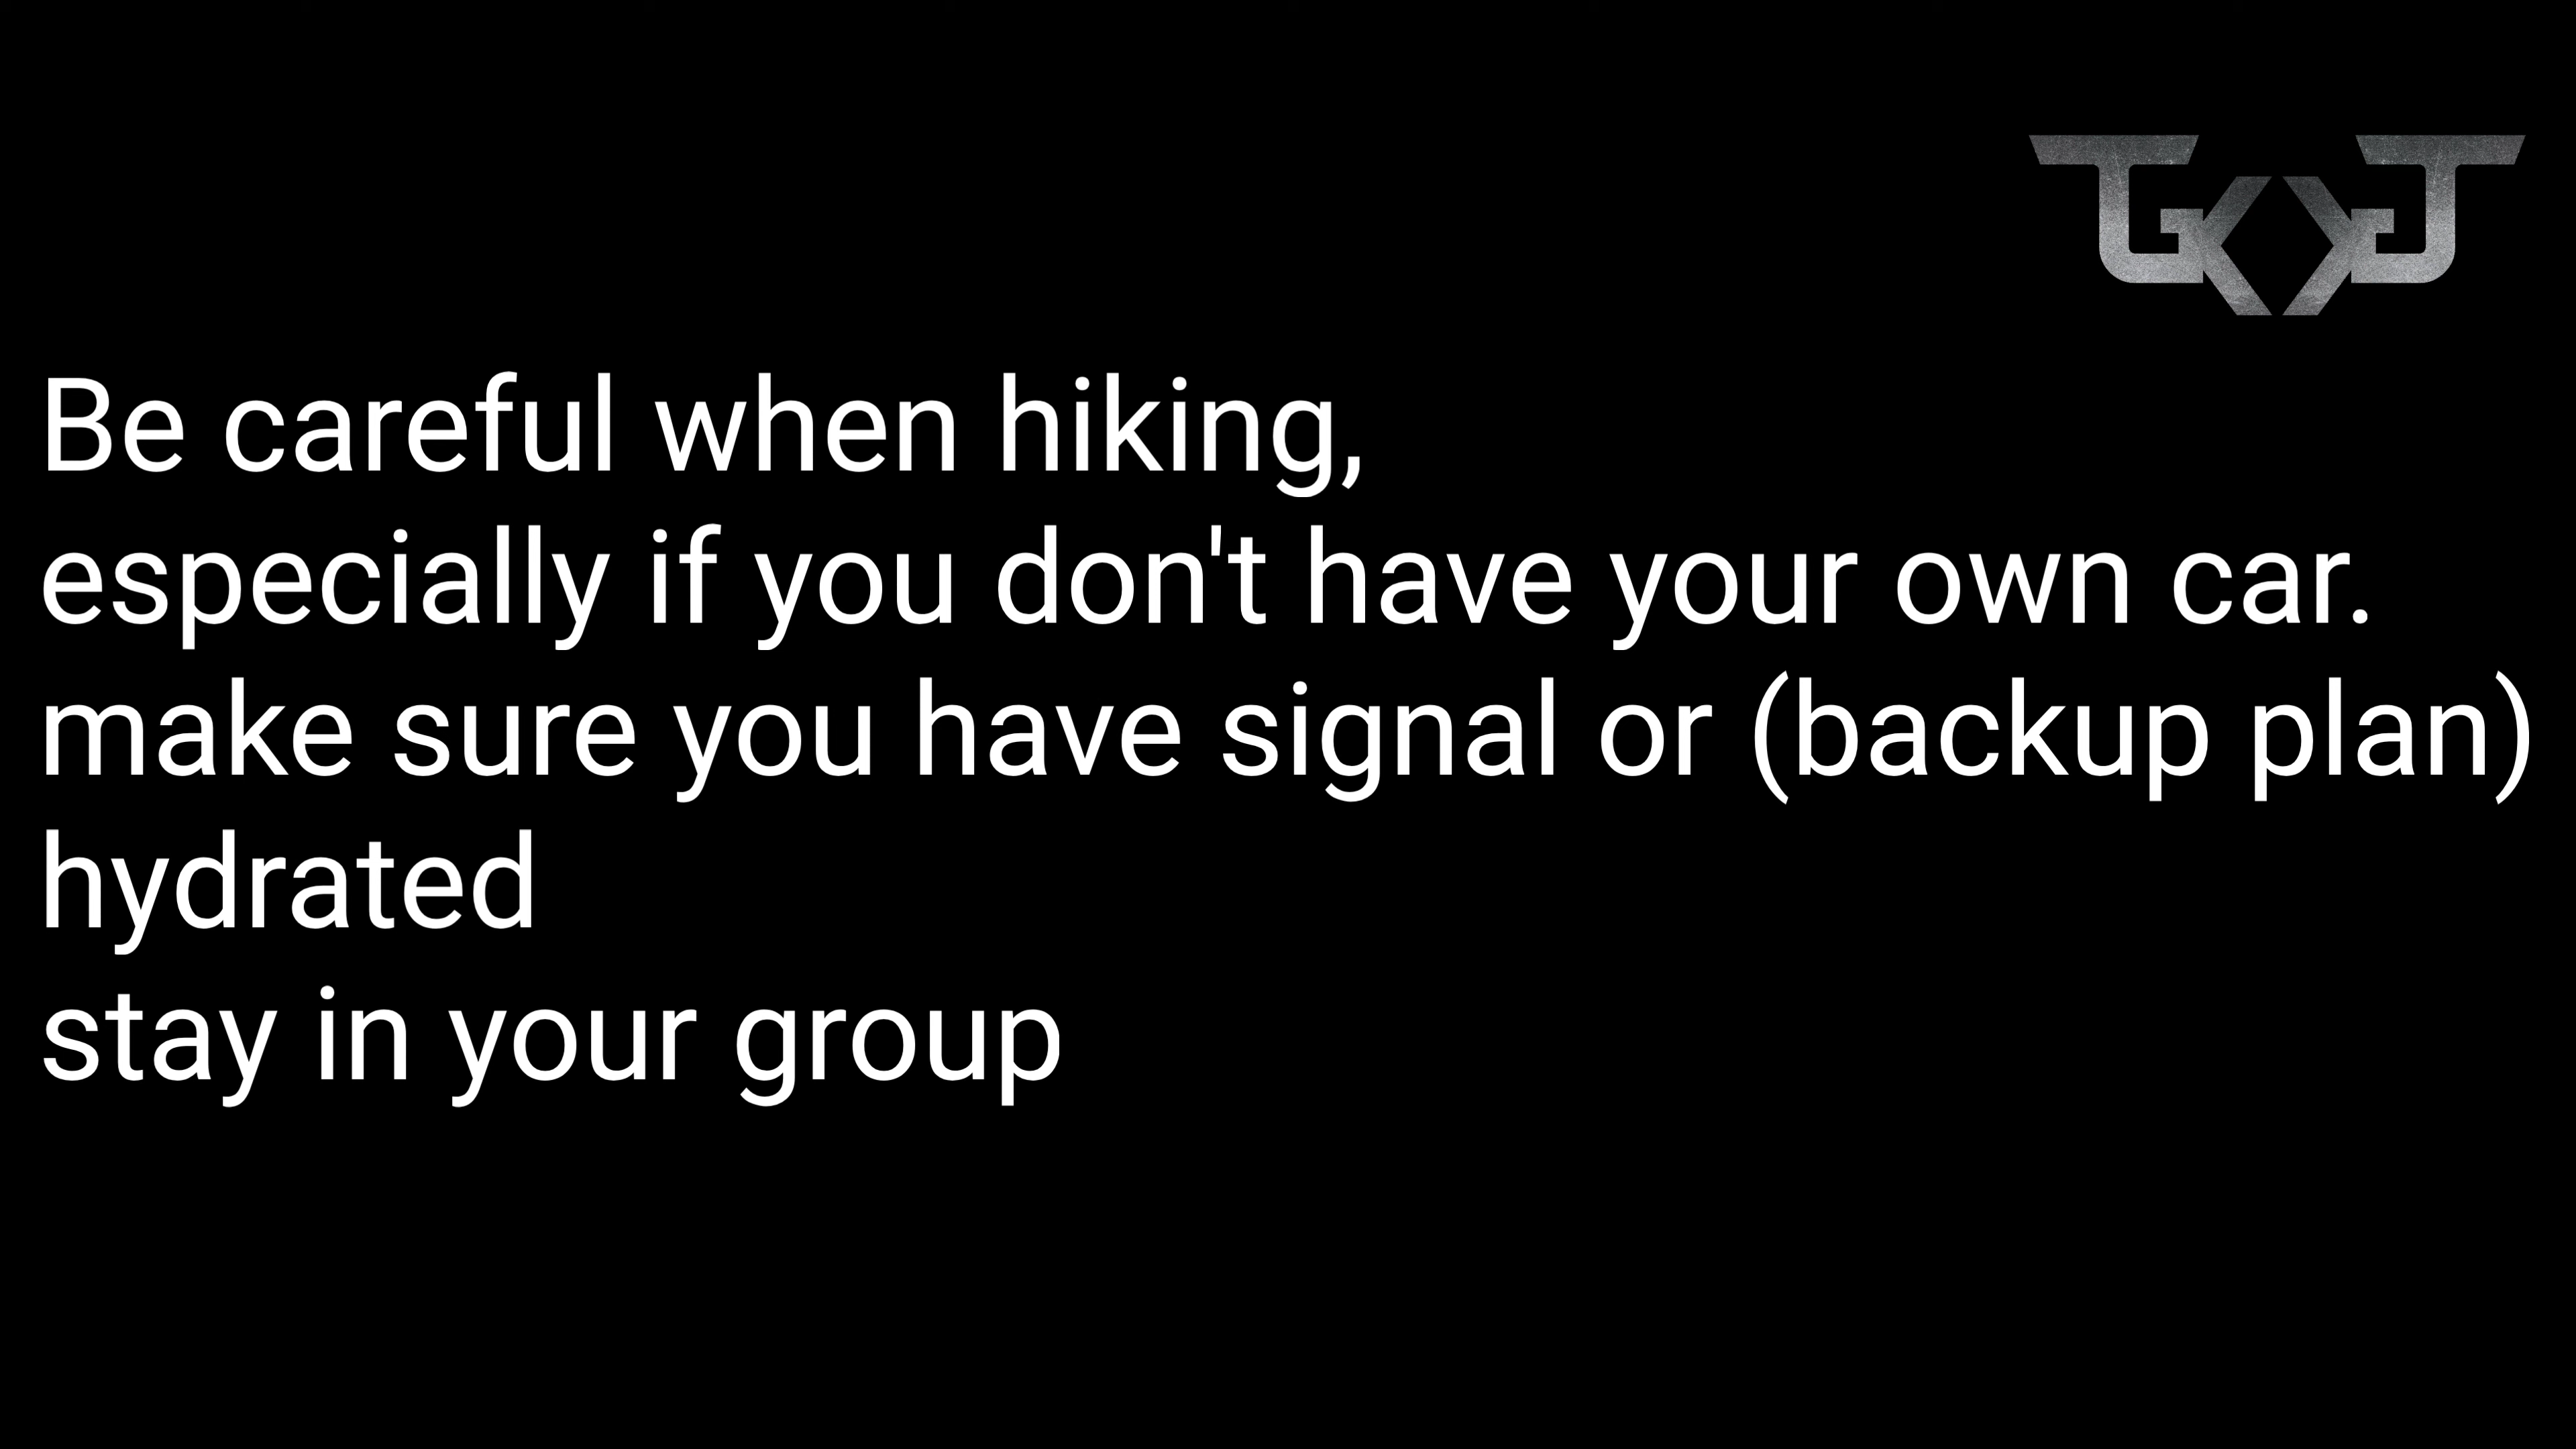 Be careful when hiking,
especially if you don't have your own car.
make sure you have signal or (backup plan)
hydrated
stay in your group